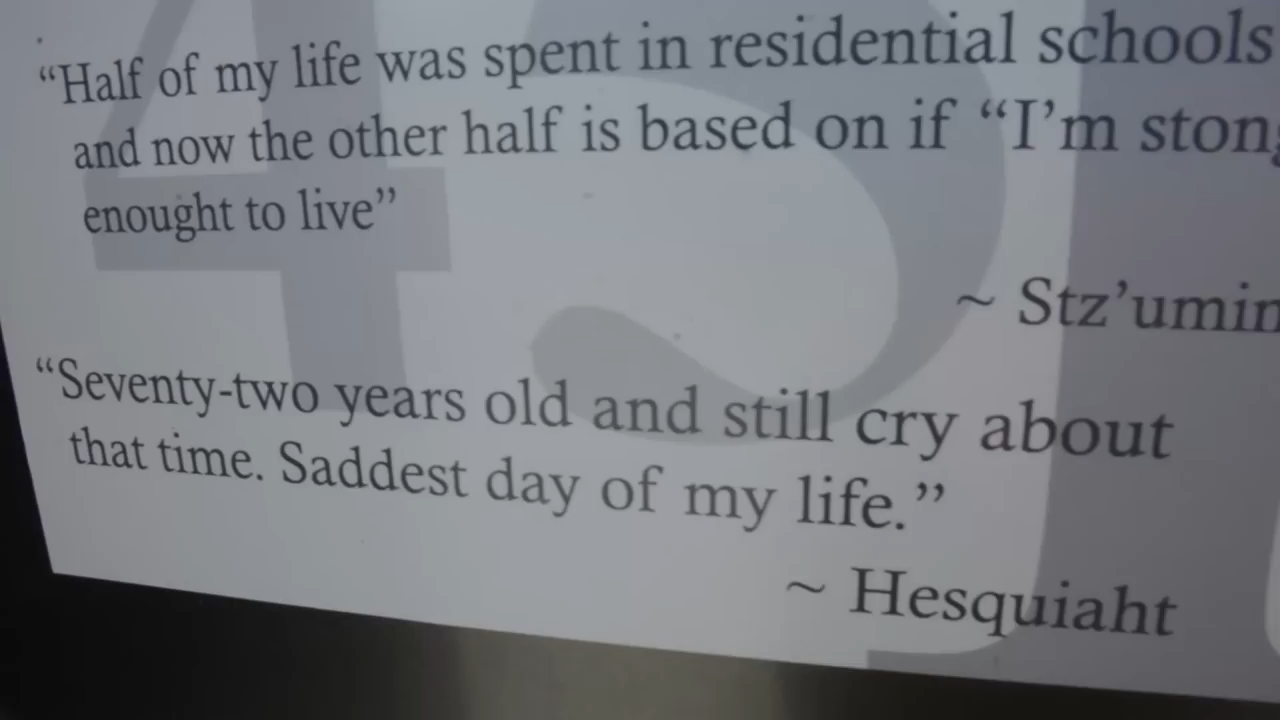 “Half of my life was spent in residential schools
and now the other half is based on if “I’m stong
enought to live”
~ Stz’umin
“Seventy-two years old and still cry about
that time. Saddest day of my life.”
~ Hesquiaht